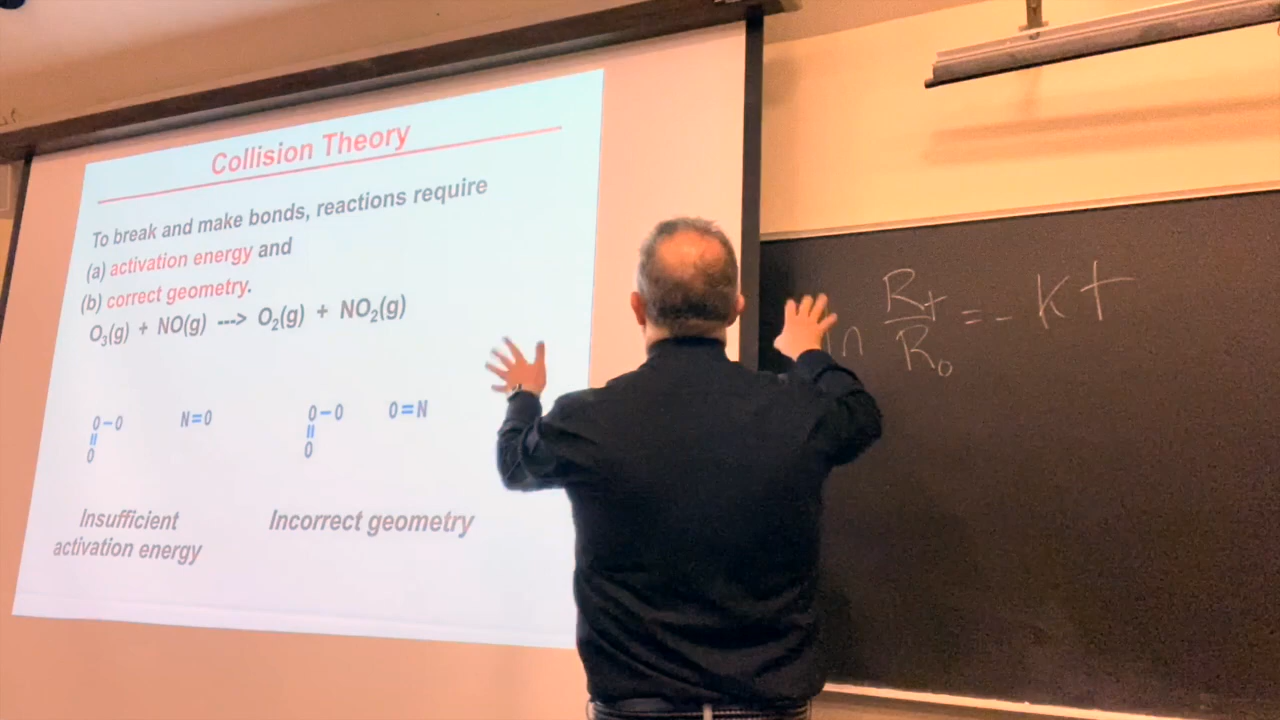 Collision Theory
To break and make bonds, reactions require
(a) activation energy and
(b) correct geometry.
O₃(g) + NO(g) ---> O₂(g) + NO₂(g)
O–O N=O O–O O=N
=
O O
Insufficient
activation energy
Incorrect geometry
Rt
n — = - Kt
R₀